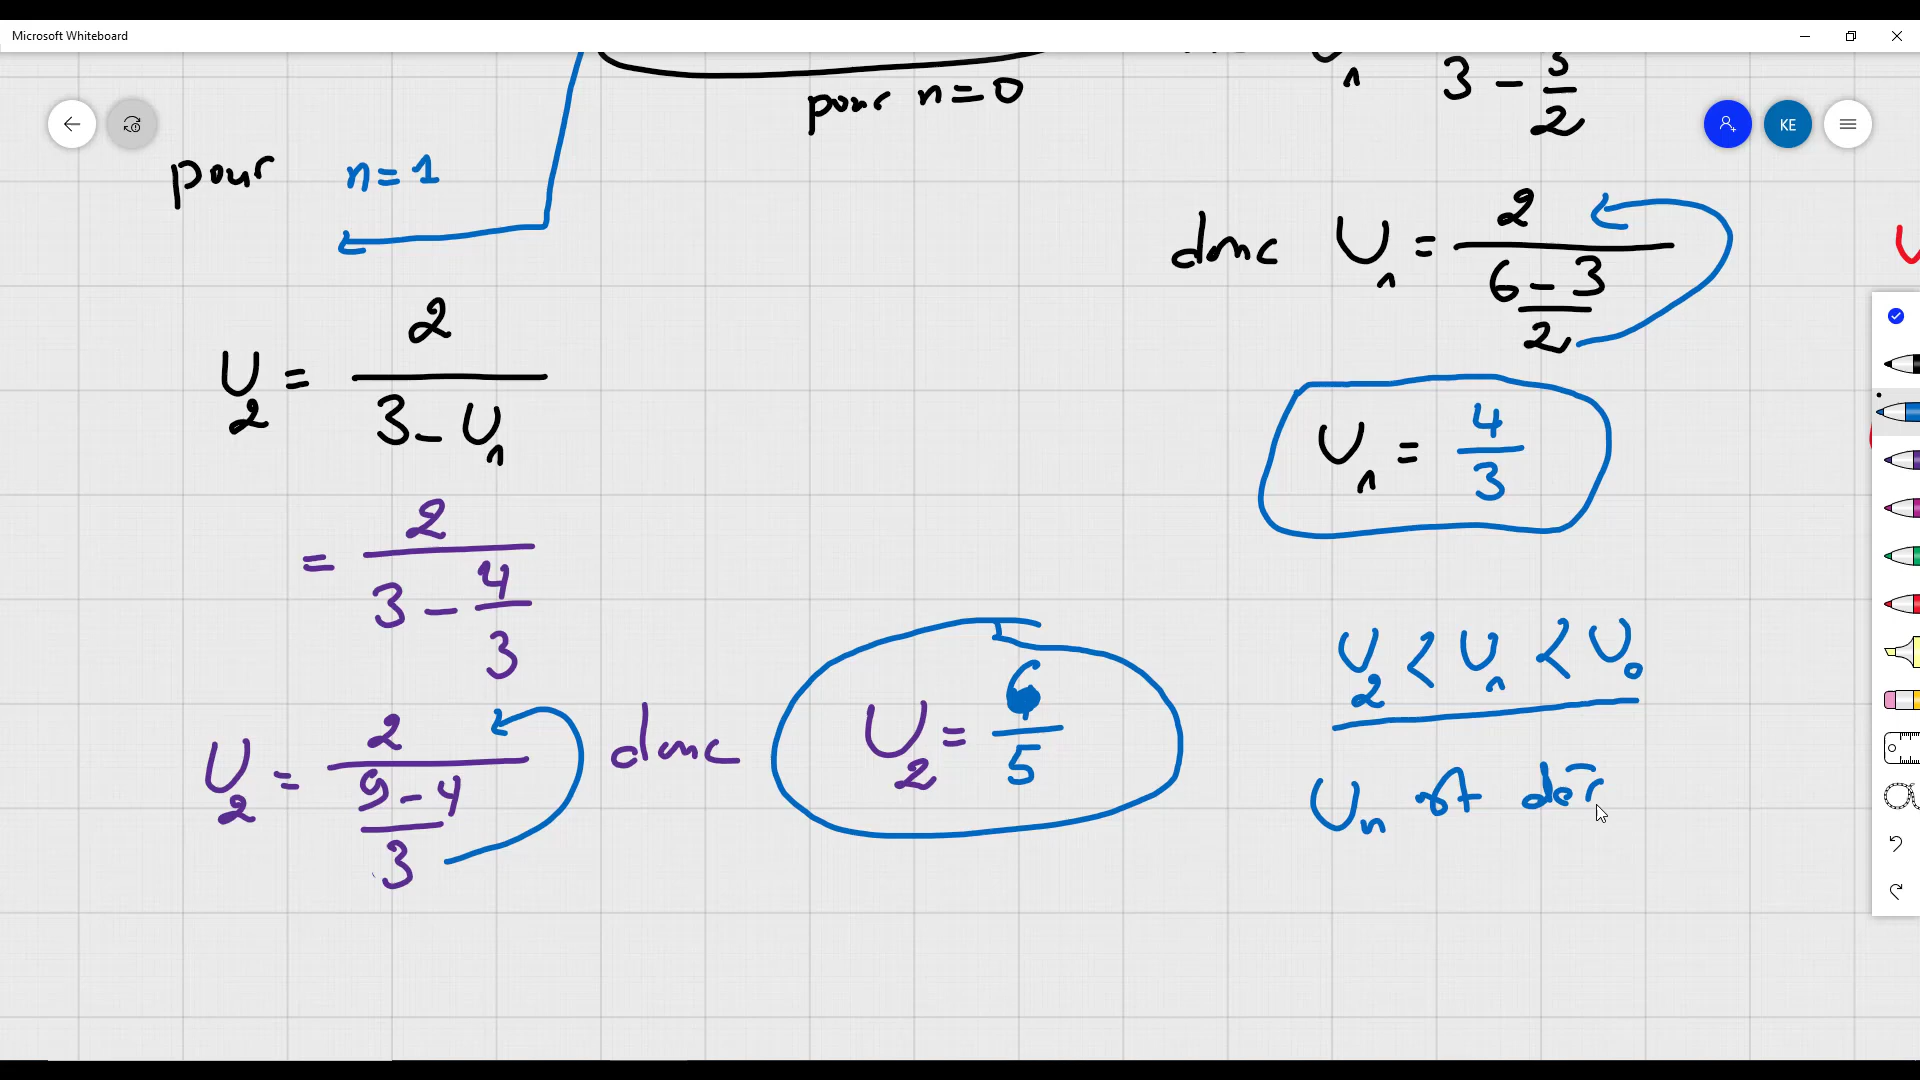 Microsoft Whiteboard
pour n=0
3 - 3/2
KE
pour n=1
donc U₁ = 2/((6-3)/2)
U₂ = 2/(3-U₁)
U₁ = 4/3
= 2/(3-4/3)
U₂ < U₁ < U₀
U₂ = 2/((9-4)/3) donc U₂ = 6/5
Un est dér